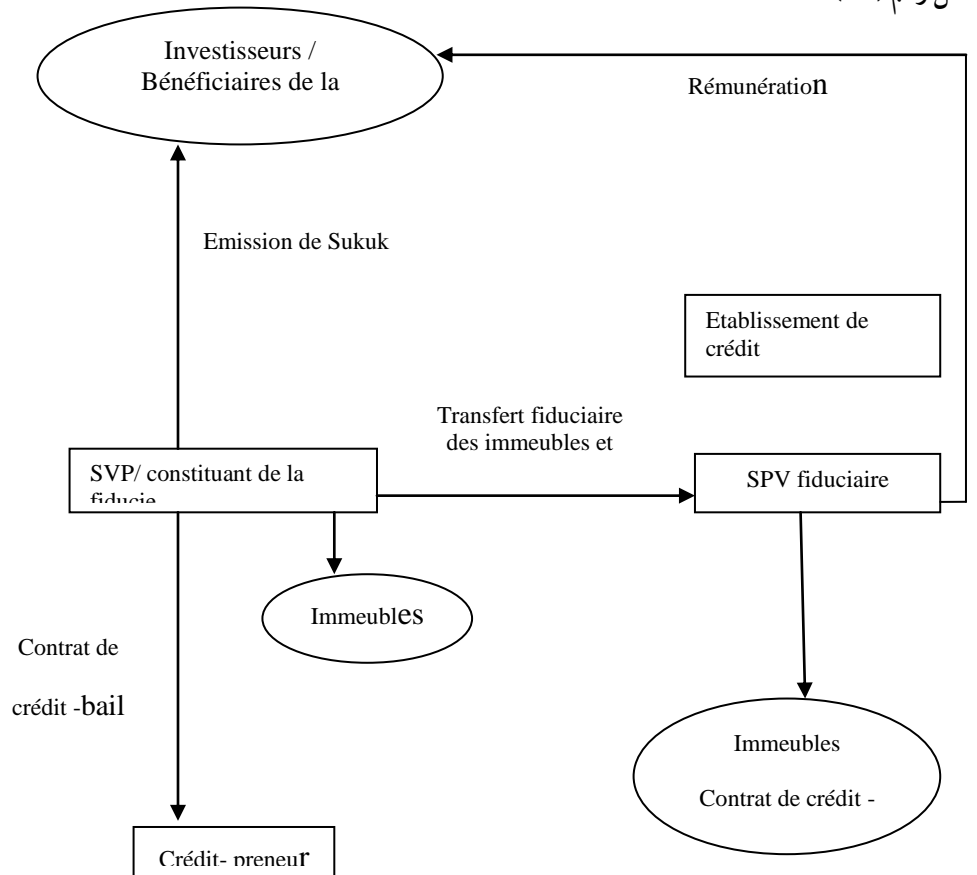 Investisseurs /
Bénéficiaires de la
Rémunération
Emission de Sukuk
Etablissement de
crédit
Transfert fiduciaire
des immeubles et
SVP/ constituant de la
fiducie
SPV fiduciaire
Immeubles
Contrat de
crédit -bail
Immeubles
Contrat de crédit -
Crédit- preneur